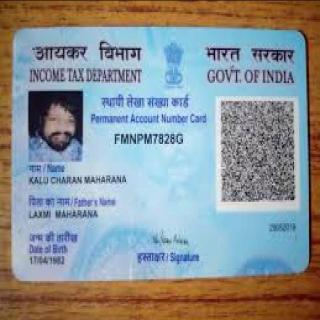 आयकर विभाग
INCOME TAX DEPARTMENT
भारत सरकार
GOVT. OF INDIA
स्थायी लेखा संख्या कार्ड
Permanent Account Number Card
FMNPM7828G
नाम / Name
KALU CHARAN MAHARANA
पिता का नाम / Father's Name
LAXMI MAHARANA
जन्म की तारीख
Date of Birth
17/04/1982
हस्ताक्षर / Signature